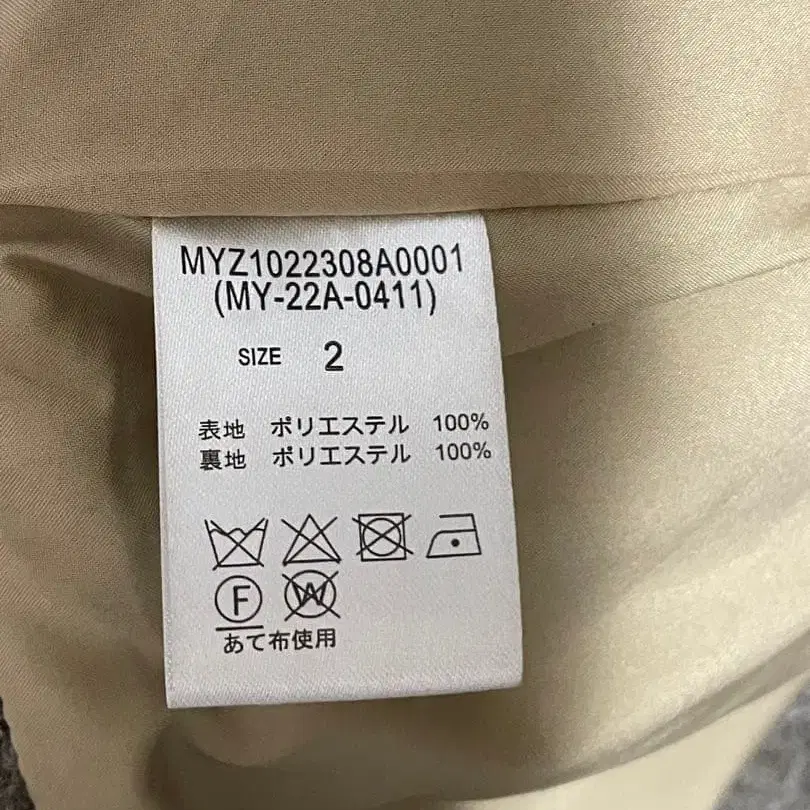 MYZ1022308A0001
(MY-22A-0411)
SIZE 2
表地 ポリエステル 100%
裏地 ポリエステル 100%
F W
あて布使用